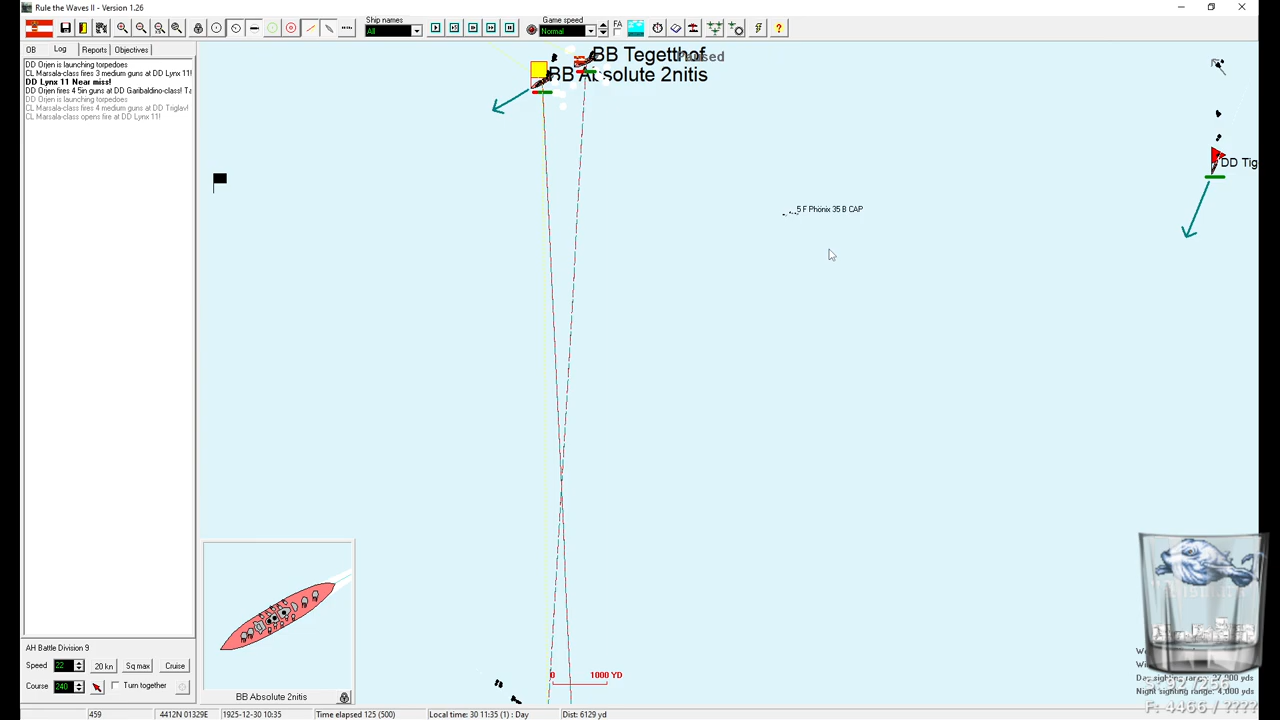 Rule the Waves II - Version 1.26
Ship names
All
FA
Game speed
Normal
OB Log Reports Objectives
DD Orjen is launching torpedoes
CL Marsala-class fires 3 medium guns at DD Lynx 11!
DD Lynx 11 Near miss!
DD Orjen fires 4 5in guns at DD Garibaldino-class! Ta
DD Orjen is launching torpedoes
CL Marsala-class fires 4 medium guns at DD Triglav!
CL Marsala-class opens fire at DD Lynx 11!
BB Tegetthof
Paused
BB Absolute 2nitis
DD Tig
5 F Phönix 35 B CAP
0 1000 YD
BB Absolute 2nitis
AH Battle Division 9
Speed 22 20 kn Sq max Cruise
Course 240 Turn together
Day sighting range: 27,900 yds
Night sighting range: 4,000 yds
F: 4466 / ????
459 4412N 01329E 1925-12-30 10:35 Time elapsed 125 (500) Local time: 30 11:35 (1) : Day Dist: 6129 yd